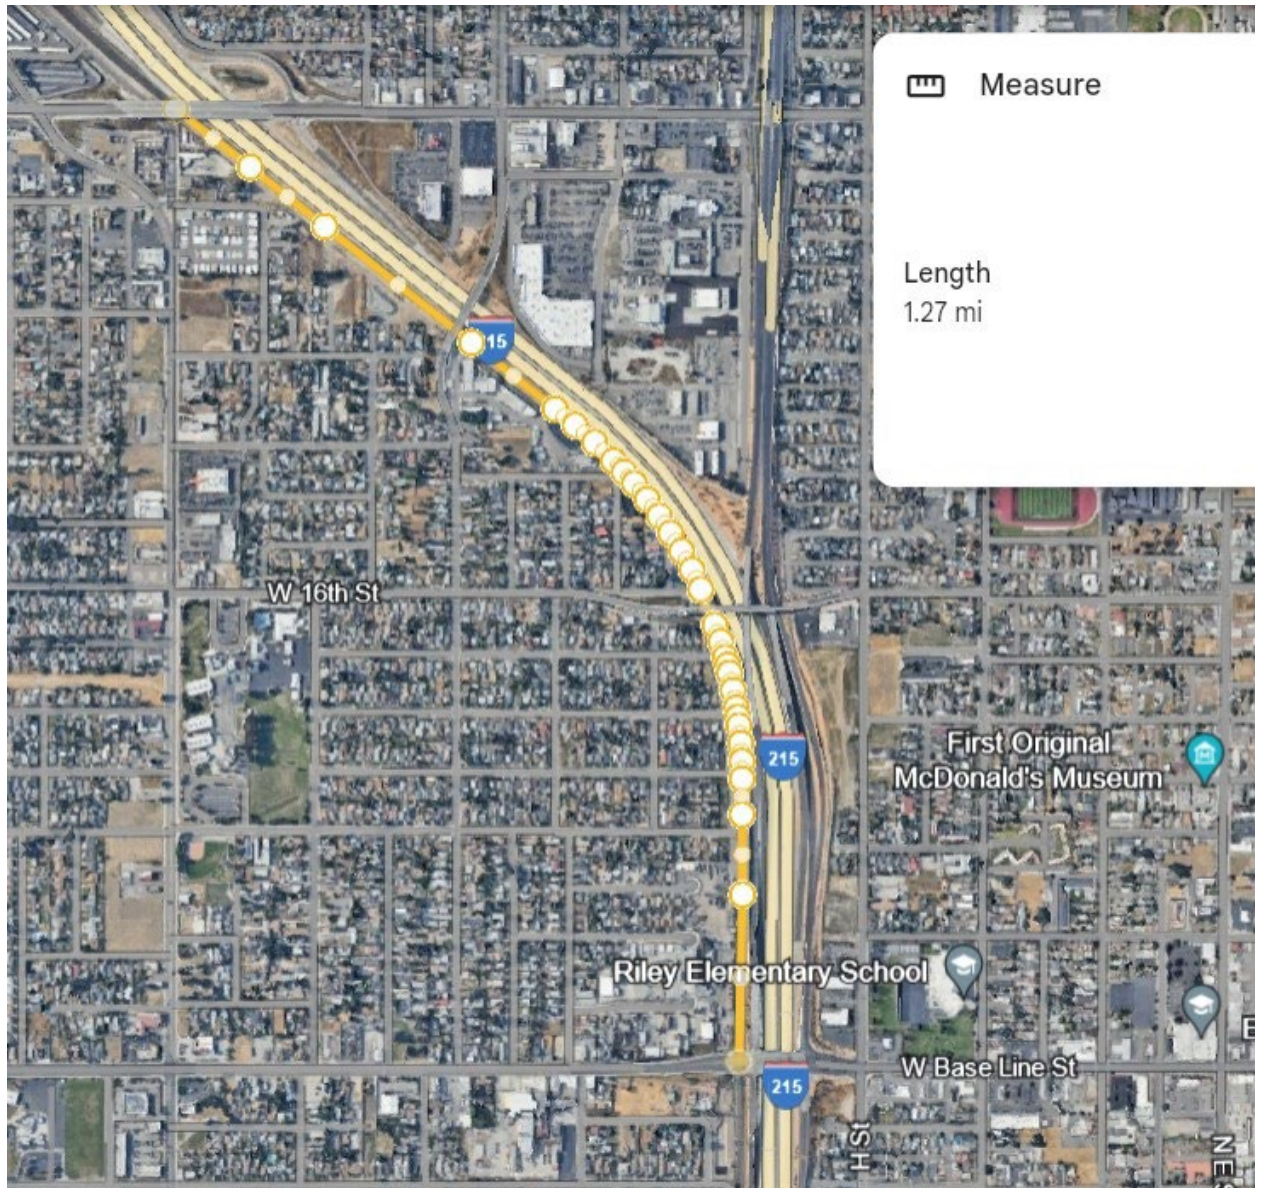 Measure
Length
1.27 mi
15
W 16th St
First Original
McDonald's Museum
215
Riley Elementary School
E
W Base Line St
215
H St
N E S